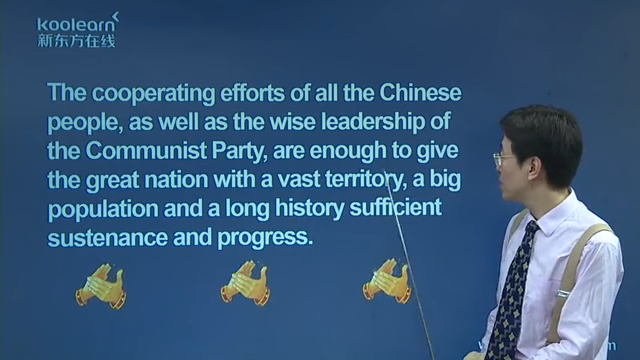 koolearn
新东方在线
The cooperating efforts of all the Chinese
people, as well as the wise leadership of
the Communist Party, are enough to give
the great nation with a vast territory, a big
population and a long history sufficient
sustenance and progress.